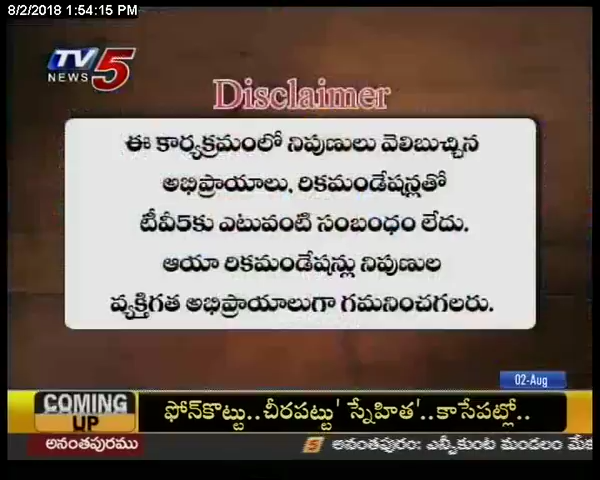 8/2/2018 1:54:15 PM
TV5
NEWS
Disclaimer
ఈ కార్యక్రమంలో నిపుణులు వెలిబుచ్చిన
అభిప్రాయాలు, రికమండేషన్లతో
టీవీ5కు ఎటువంటి సంబంధం లేదు.
ఆయా రికమండేషన్లు నిపుణుల
వ్యక్తిగత అభిప్రాయాలుగా గమనించగలరు.
02-Aug
COMING
UP
ఫోన్‌కొట్టు..చీరపట్టు' స్నేహిత'..కాసేపట్లో..
అనంతపురము
5 అనంతపురం: ఎన్పీకుంట మండలం మేక